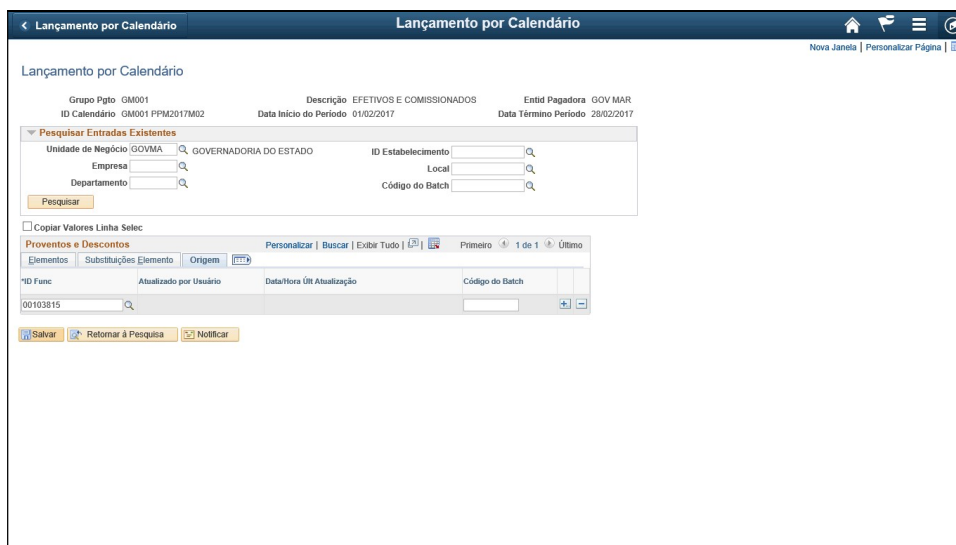 Lançamento por Calendário
Lançamento por Calendário
Nova Janela | Personalizar Página |
Lançamento por Calendário
Grupo Pgto GM001 Descrição EFETIVOS E COMISSIONADOS Entid Pagadora GOV MAR
ID Calendário GM001 PPM2017M02 Data Início do Período 01/02/2017 Data Término Período 28/02/2017
Pesquisar Entradas Existentes
Unidade de Negócio GOVMA GOVERNADORIA DO ESTADO ID Estabelecimento
Empresa Local
Departamento Código do Batch
Pesquisar
Copiar Valores Linha Selec
Proventos e Descontos Personalizar | Buscar | Exibir Tudo | Primeiro 1 de 1 Último
Elementos Substituições Elemento Origem
*ID Func Atualizado por Usuário Data/Hora Últ Atualização Código do Batch
00103815
Salvar Retornar à Pesquisa Notificar